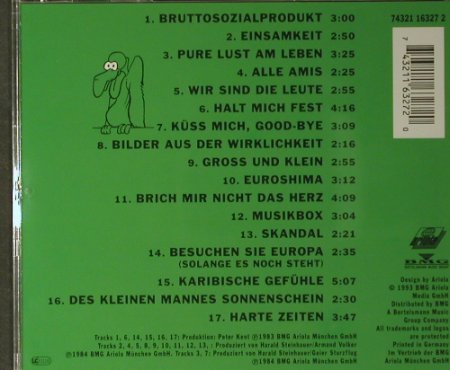 1. BRUTTOSOZIALPRODUKT 3:00
2. EINSAMKEIT 2:50
3. PURE LUST AM LEBEN 3:25
4. ALLE AMIS 2:25
5. WIR SIND DIE LEUTE 2:55
6. HALT MICH FEST 4:16
7. KÜSS MICH, GOOD-BYE 3:09
8. BILDER AUS DER WIRKLICHKEIT 2:16
9. GROSS UND KLEIN 2:55
10. EUROSHIMA 3:12
11. BRICH MIR NICHT DAS HERZ 4:09
12. MUSIKBOX 3:04
13. SKANDAL 2:21
14. BESUCHEN SIE EUROPA 2:35
(SOLANGE ES NOCH STEHT)
15. KARIBISCHE GEFÜHLE 5:07
16. DES KLEINEN MANNES SONNENSCHEIN 2:30
17. HARTE ZEITEN 3:47
Tracks 1, 6, 14, 15, 16, 17: Produktion: Peter Kent ℗1983 BMG Ariola München GmbH
Tracks 2, 4, 5, 8, 9, 10, 11, 12, 13, : Produziert von Harald Steinhauer/Armund Volker
℗1984 BMG Ariola München GmbH Tracks 3, 7: Produziert von Harald Steinhauer/Geier Sturzflug
℗1984 BMG Ariola München GmbH
74321 16327 2
7 43211 63272 0
BMG
Design by Ariola
© 1993 BMG Ariola
Media GmbH
Distributed by BMG
A Bertelsmann Music
Group Company
All trademarks and logos
are protected
Printed in Germany
Im Vertrieb der BMG
Ariola München GmbH